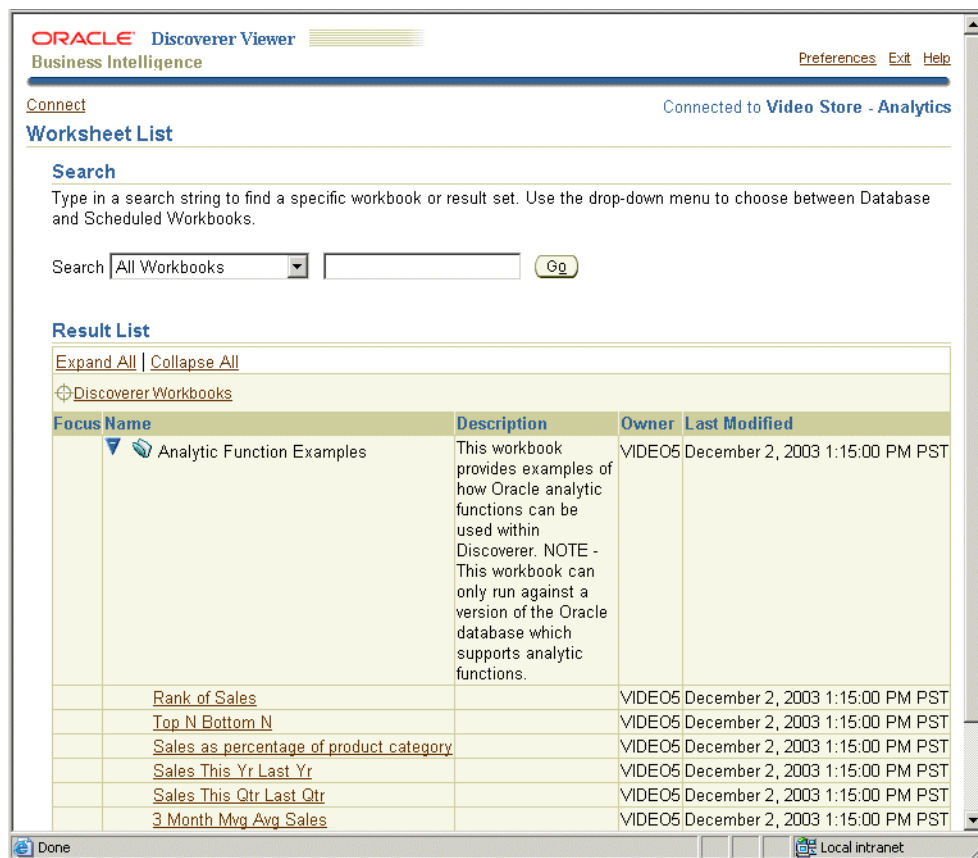 ORACLE Discoverer Viewer
Business Intelligence
Preferences Exit Help
Connect
Connected to Video Store - Analytics
Worksheet List
Search
Type in a search string to find a specific workbook or result set. Use the drop-down menu to choose between Database
and Scheduled Workbooks.
Search All Workbooks Go
Result List
Expand All | Collapse All
Discoverer Workbooks
Focus Name Description Owner Last Modified
Analytic Function Examples This workbook VIDEO5 December 2, 2003 1:15:00 PM PST
provides examples of
how Oracle analytic
functions can be
used within
Discoverer. NOTE -
This workbook can
only run against a
version of the Oracle
database which
supports analytic
functions.
Rank of Sales VIDEO5 December 2, 2003 1:15:00 PM PST
Top N Bottom N VIDEO5 December 2, 2003 1:15:00 PM PST
Sales as percentage of product category VIDEO5 December 2, 2003 1:15:00 PM PST
Sales This Yr Last Yr VIDEO5 December 2, 2003 1:15:00 PM PST
Sales This Qtr Last Qtr VIDEO5 December 2, 2003 1:15:00 PM PST
3 Month Mvg Avg Sales VIDEO5 December 2, 2003 1:15:00 PM PST
Done Local intranet